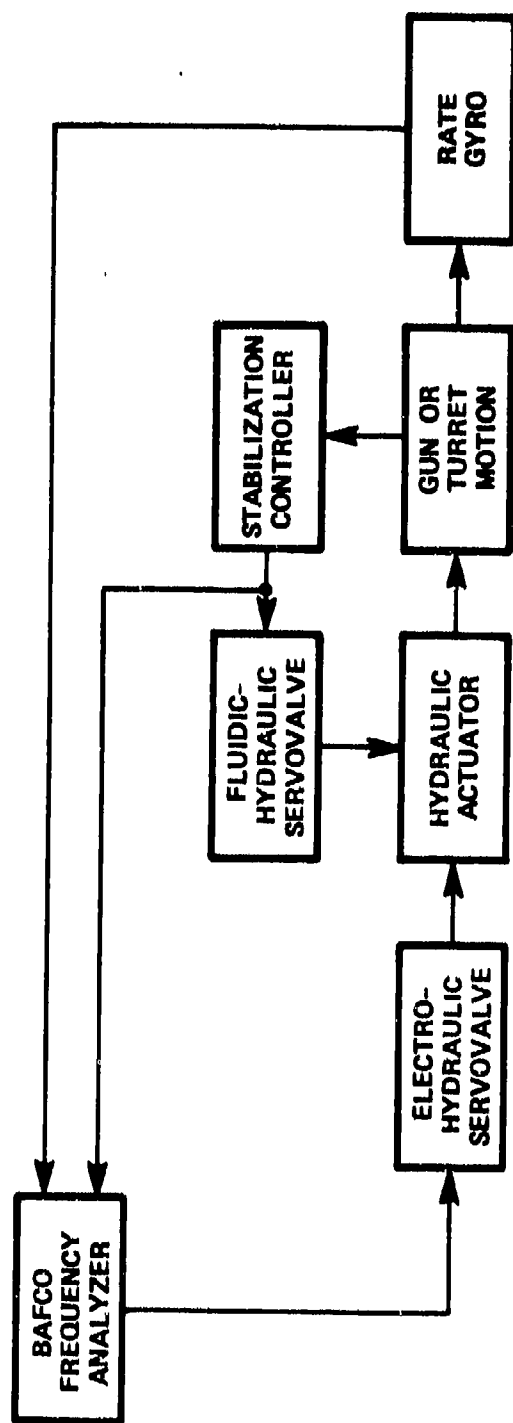 BAFCO
FREQUENCY
ANALYZER
ELECTRO-
HYDRAULIC
SERVOVALVE
FLUIDIC-
HYDRAULIC
SERVOVALVE
HYDRAULIC
ACTUATOR
STABILIZATION
CONTROLLER
GUN OR
TURRET
MOTION
RATE
GYRO